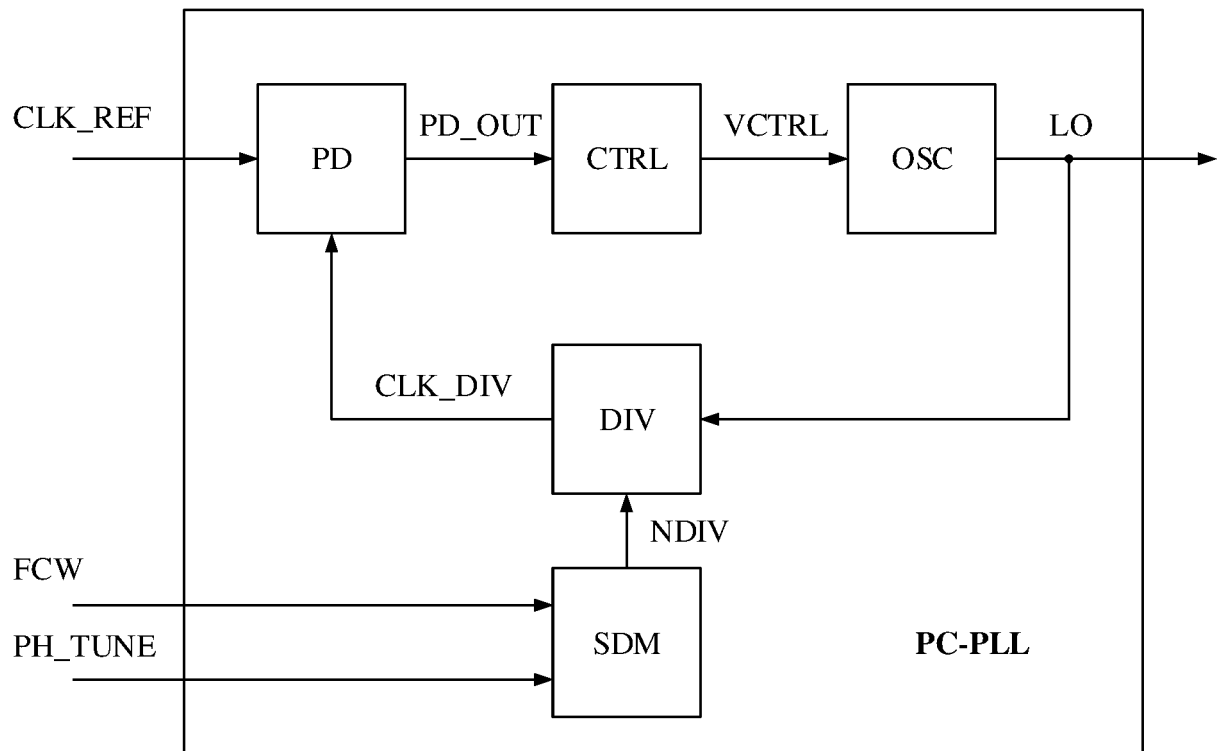 CLK_REF
PD
PD_OUT
CTRL
VCTRL
OSC
LO
CLK_DIV
DIV
NDIV
FCW
PH_TUNE
SDM
PC-PLL